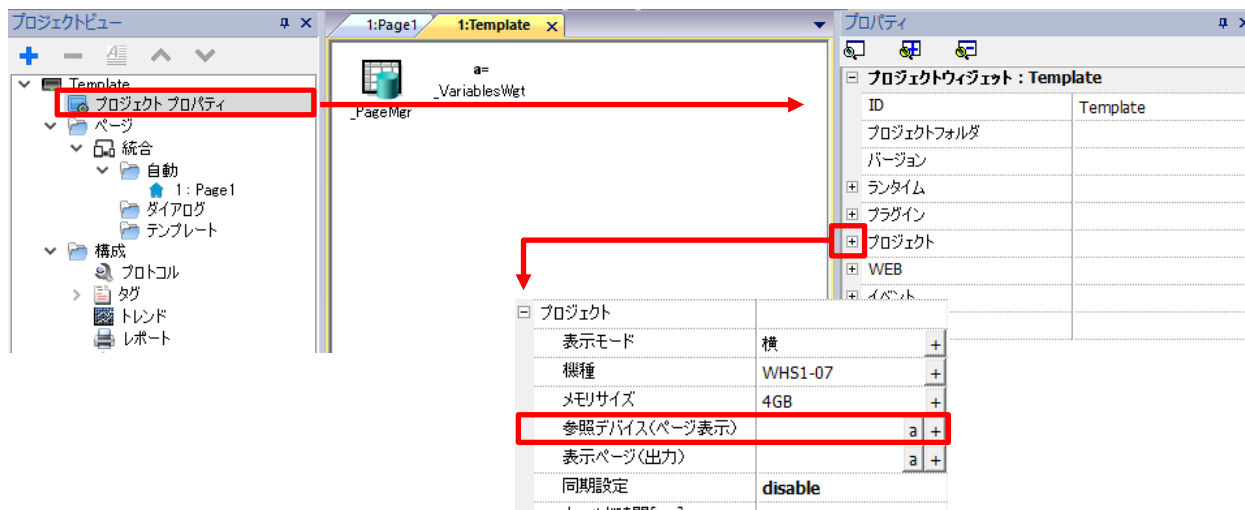 プロジェクトビュー
Template
プロジェクト プロパティ
ページ
統合
自動
1 : Page1
ダイアログ
テンプレート
構成
プロトコル
タグ
トレンド
レポート
1:Page1
1:Template
_PageMgr
a=
_VariablesWgt
プロパティ
プロジェクトウィジェット : Template
ID Template
プロジェクトフォルダ
バージョン
ランタイム
プラグイン
プロジェクト
WEB
イベント
プロジェクト
表示モード 横 +
機種 WHS1-07 +
メモリサイズ 4GB +
参照デバイス(ページ表示) a +
表示ページ(出力) a +
同期設定 disable